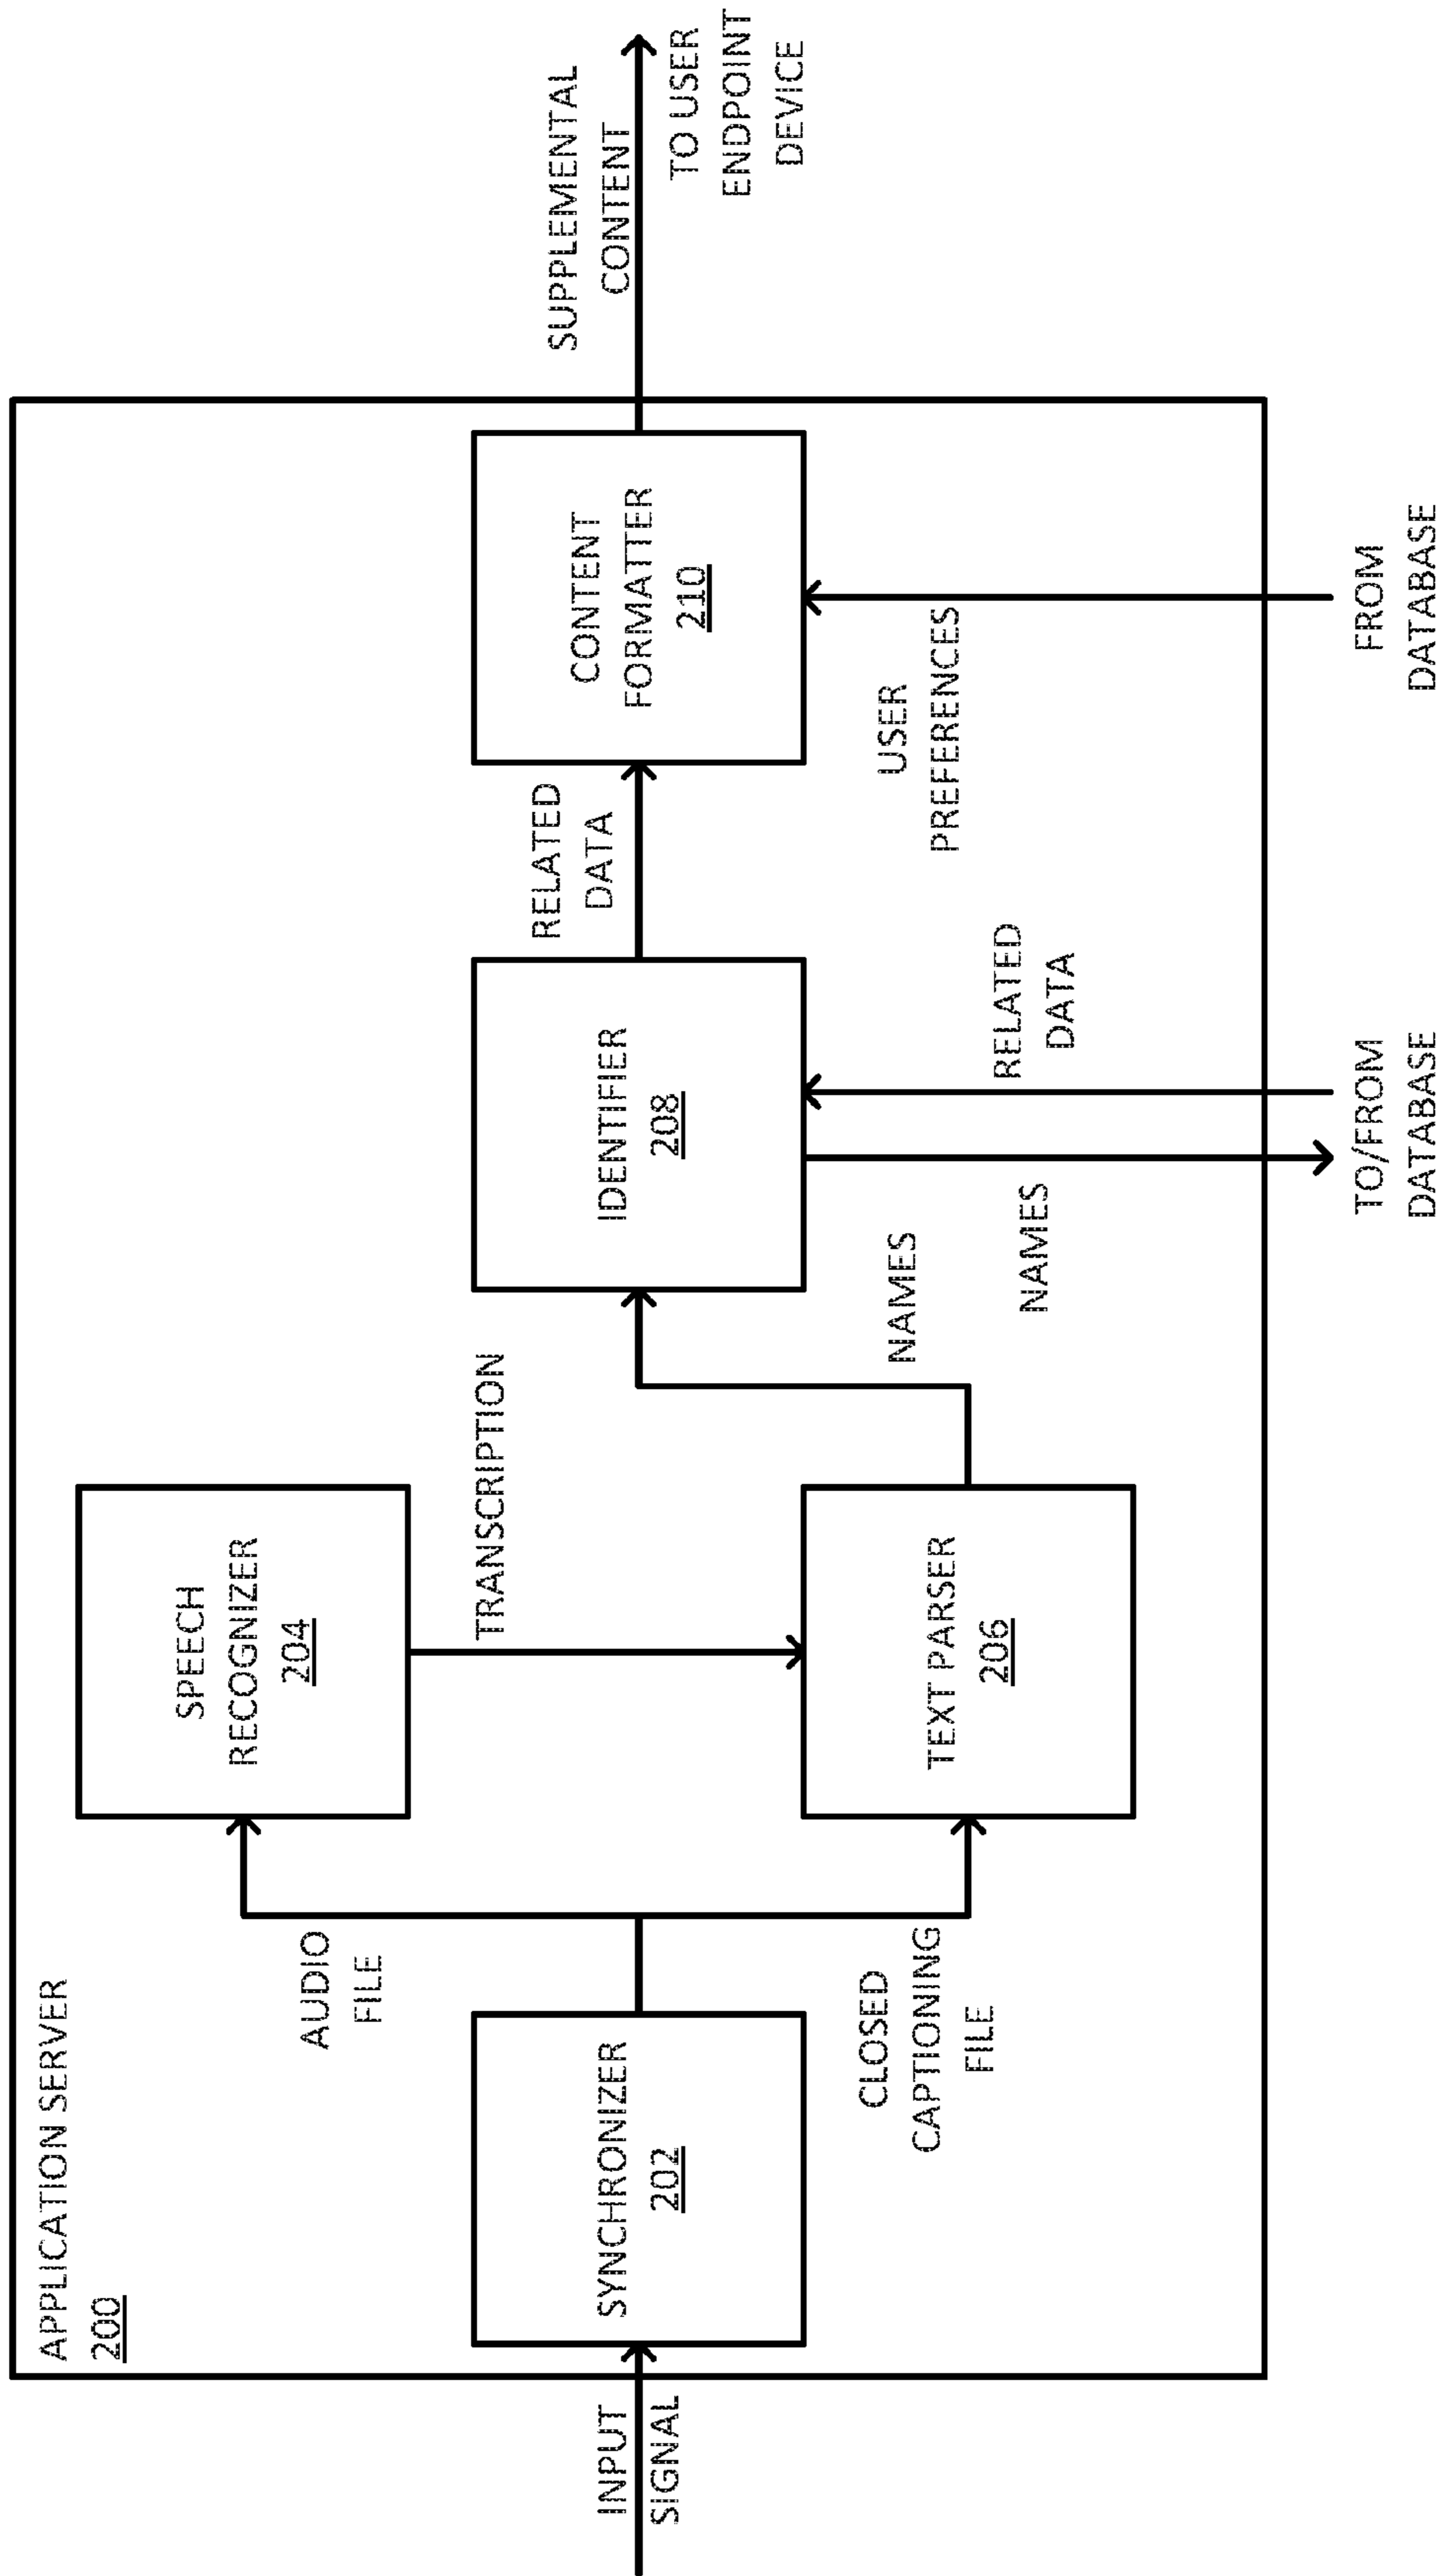 APPLICATION SERVER
200
INPUT
SIGNAL
SYNCHRONIZER
202
AUDIO
FILE
CLOSED
CAPTIONING
FILE
SPEECH
RECOGNIZER
204
TRANSCRIPTION
TEXT PARSER
206
NAMES
IDENTIFIER
208
NAMES
RELATED
DATA
TO/FROM
DATABASE
RELATED
DATA
CONTENT
FORMATTER
210
USER
PREFERENCES
FROM
DATABASE
SUPPLEMENTAL
CONTENT
TO USER
ENDPOINT
DEVICE